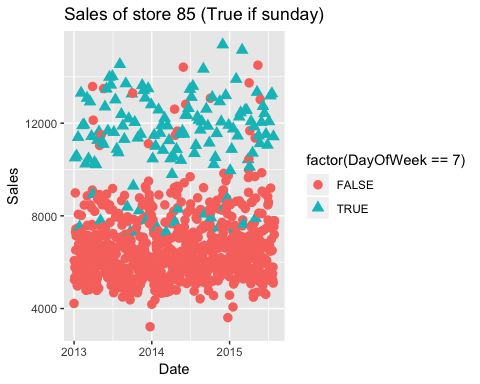 Sales of store 85 (True if sunday)
12000
8000
4000
Sales
2013
2014
2015
Date
factor(DayOfWeek == 7)
FALSE
TRUE